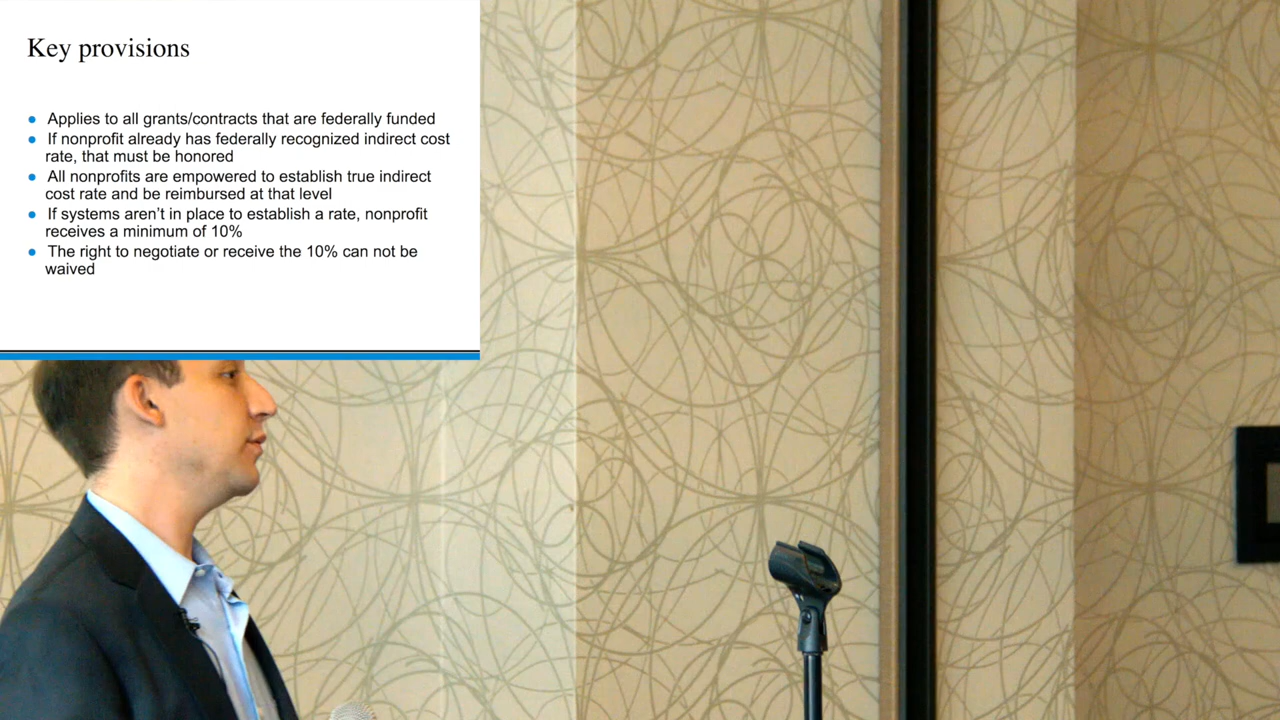 Key provisions
● Applies to all grants/contracts that are federally funded
● If nonprofit already has federally recognized indirect cost
rate, that must be honored
● All nonprofits are empowered to establish true indirect
cost rate and be reimbursed at that level
● If systems aren’t in place to establish a rate, nonprofit
receives a minimum of 10%
● The right to negotiate or receive the 10% can not be
waived